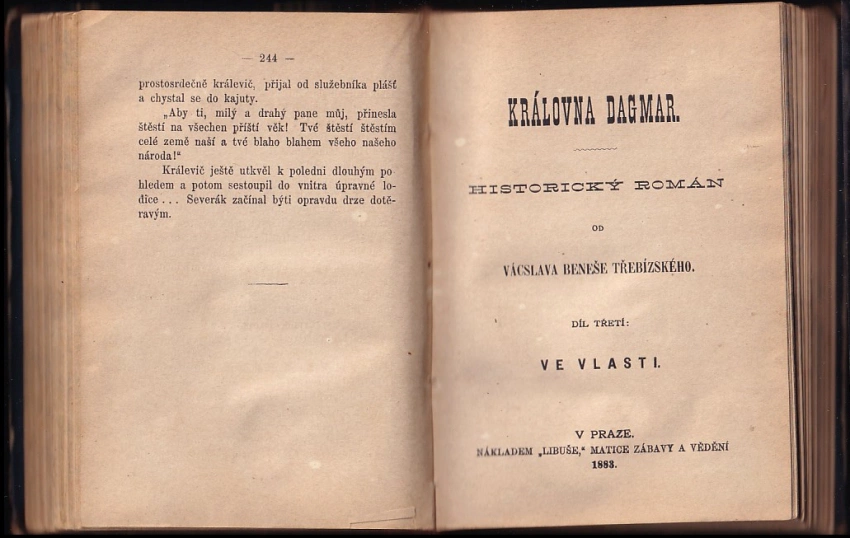 — 244 —
prostosrdečně králevič, přijal od služebníka plášť
a chystal se do kajuty.
„Aby ti, milý a drahý pane můj, přinesla
štěstí na všechen příští věk! Tvé štěstí štěstím
celé země naší a tvé blaho blahem všeho našeho
národa!“
Králevič ještě utkvěl k poledni dlouhým po
hledem a potom sestoupil do vnitra úpravné lo-
dice . . . Severák začínal býti opravdu drze dotě-
ravým.
KRÁLOVNA DAGMAR.
HISTORICKÝ ROMÁN
OD
VÁCSLAVA BENEŠE TŘEBÍZSKÉHO.
DÍL TŘETÍ:
VE VLASTI.
V PRAZE.
NÁKLADEM „LIBUŠE,“ MATICE ZÁBAVY A VĚDĚNÍ
1883.